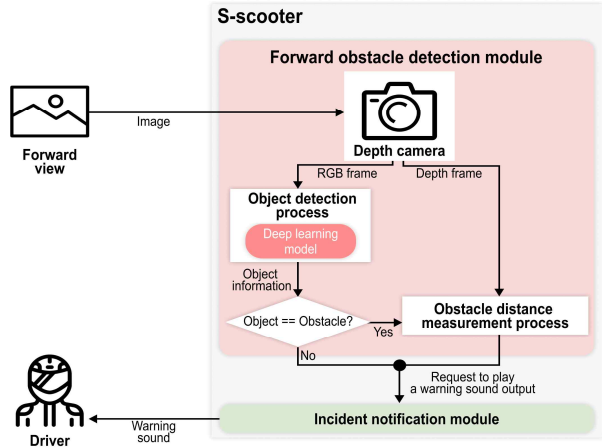 S-scooter
Forward obstacle detection module
Image
Forward
view
Depth camera
RGB frame
Depth frame
Object detection
process
Deep learning
model
Object
information
Object == Obstacle?
Yes
Obstacle distance
measurement process
No
Request to play
a warning sound output
Incident notification module
Warning
sound
Driver